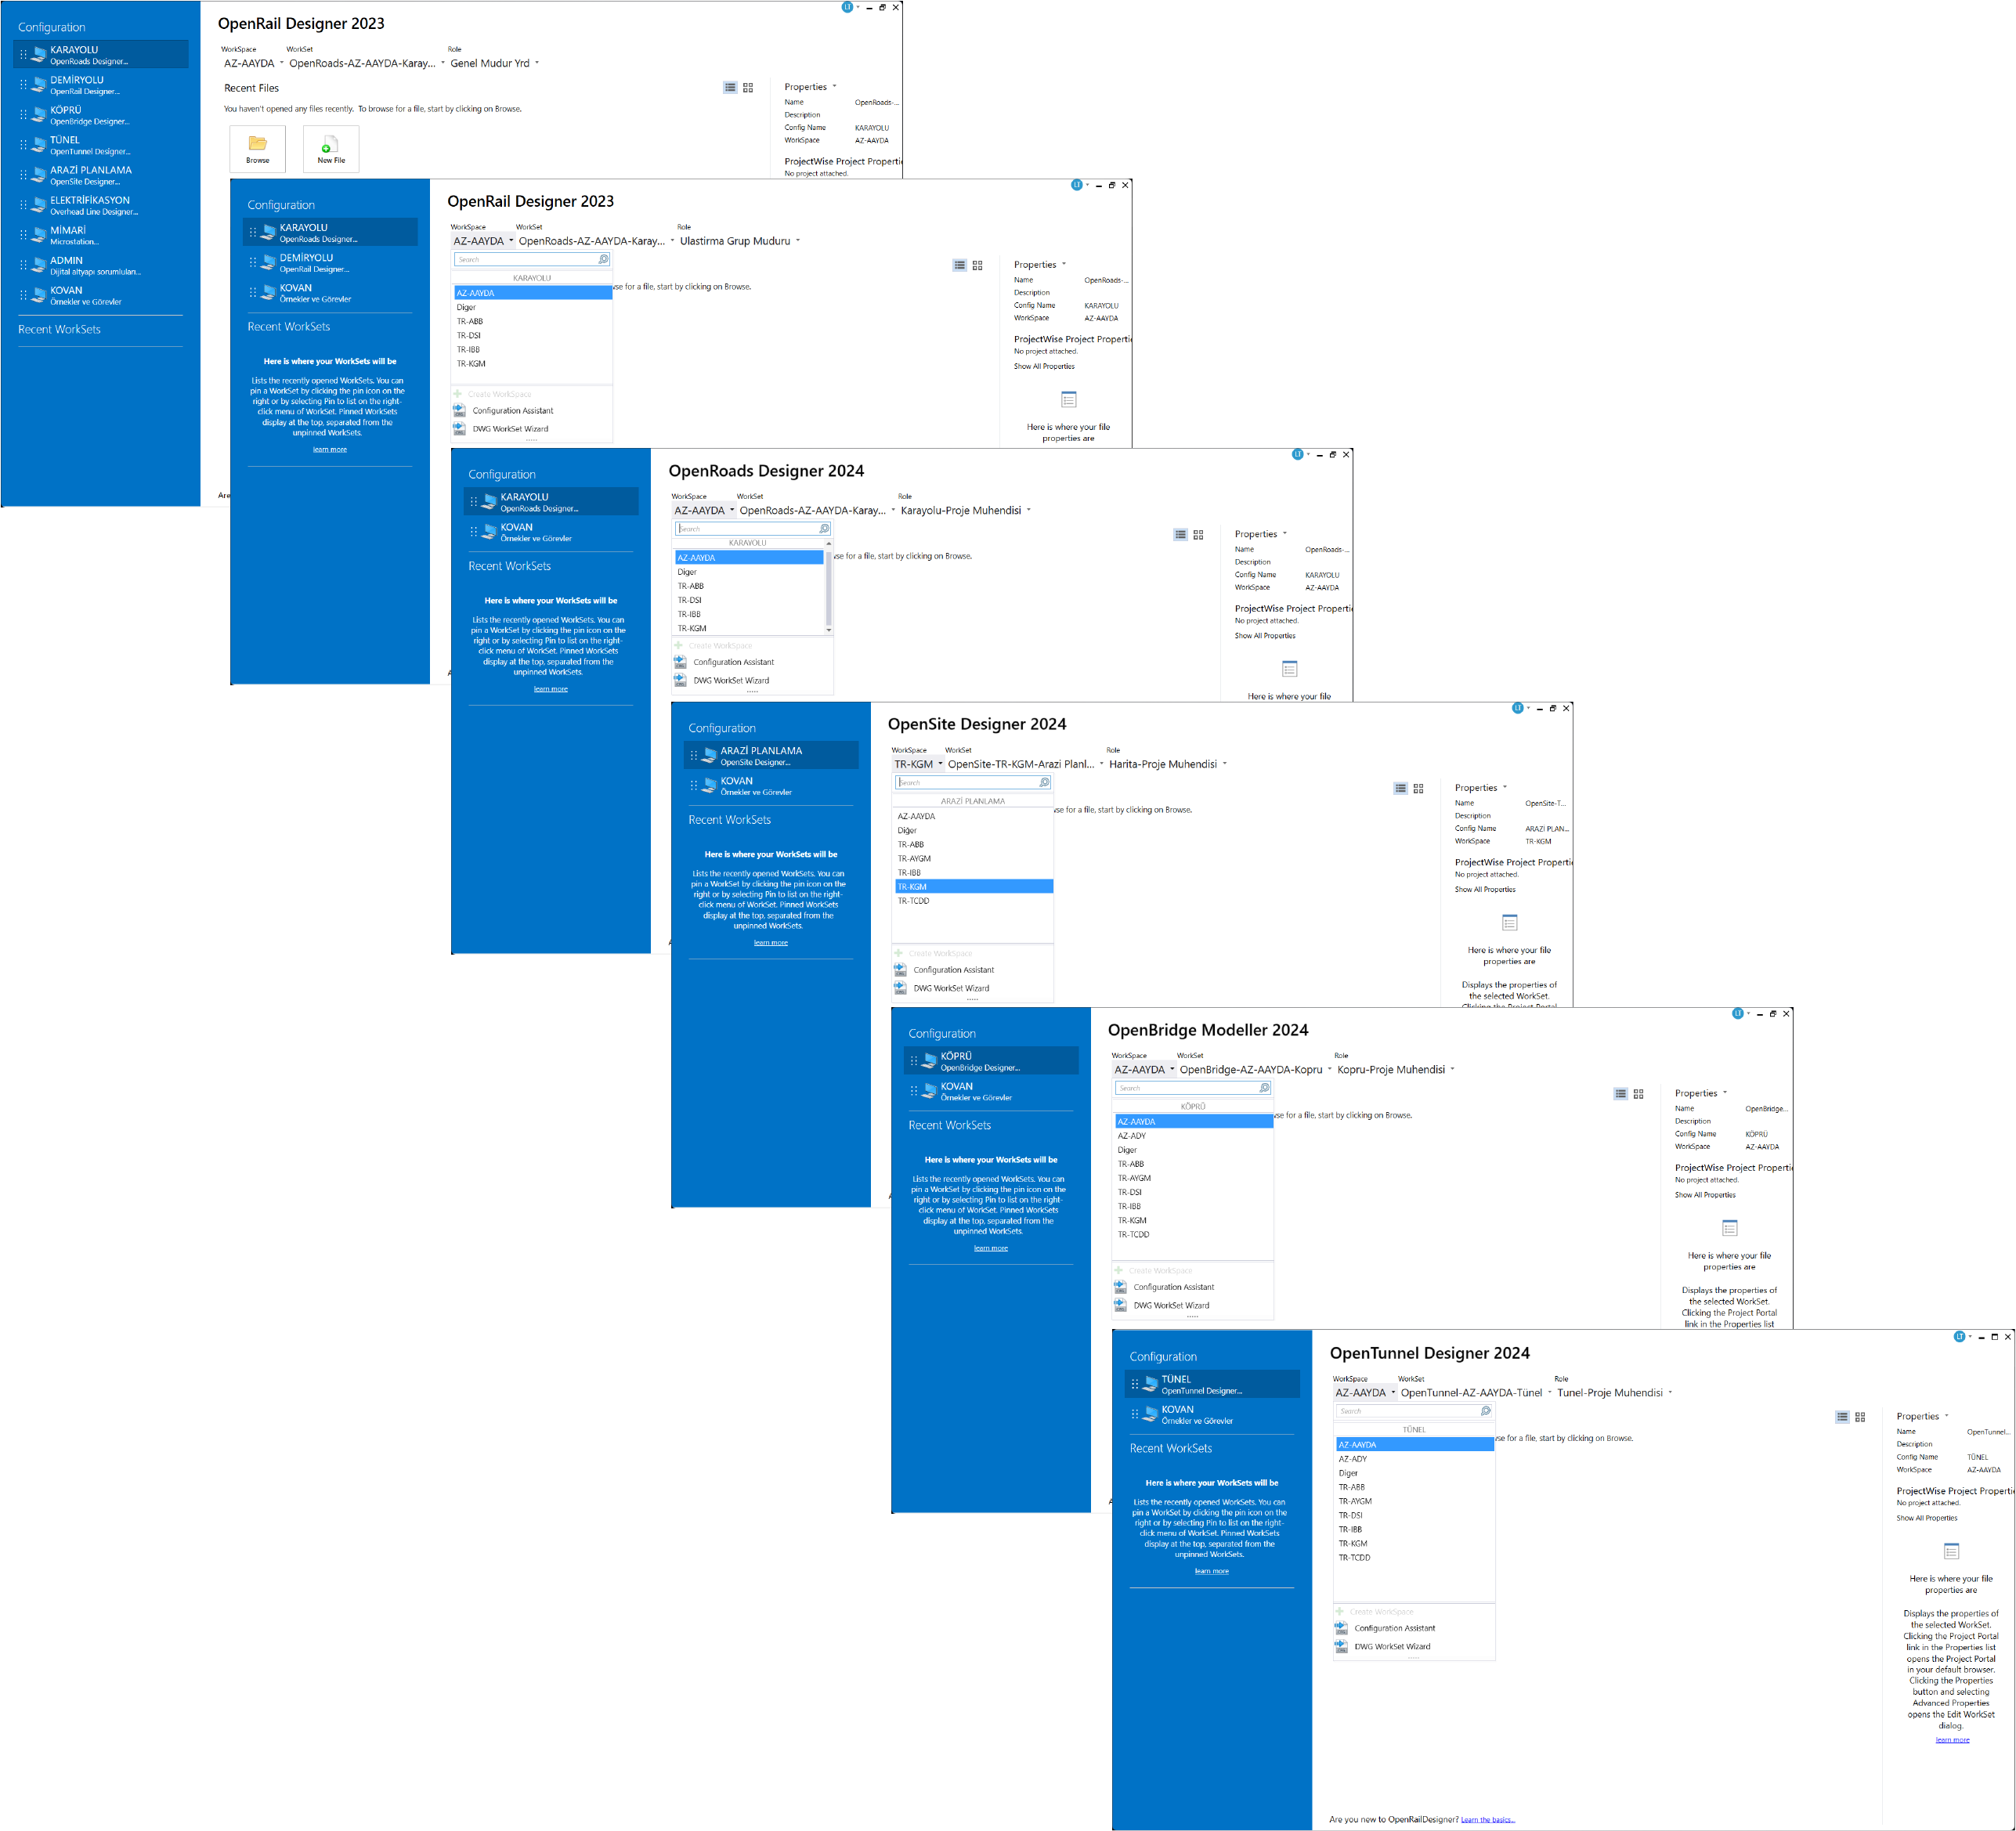 Configuration
KARAYOLU
OpenRoads Designer...
DEMİRYOLU
OpenRail Designer...
KÖPRÜ
OpenBridge Designer...
TÜNEL
OpenTunnel Designer...
ARAZİ PLANLAMA
OpenSite Designer...
ELEKTRİFİKASYON
Overhead Line Designer...
MİMARİ
Microstation...
ADMIN
Dijital altyapı sorumluları...
KOVAN
Örnekler ve Görevler
Recent WorkSets
OpenRail Designer 2023
LT
WorkSpace WorkSet Role
AZ-AAYDA OpenRoads-AZ-AAYDA-Karay... Genel Mudur Yrd
Recent Files
You haven't opened any files recently. To browse for a file, start by clicking on Browse.
Browse New File
Properties
Name OpenRoads-...
Description
Config Name KARAYOLU
WorkSpace AZ-AAYDA
ProjectWise Project Properti
No project attached.
Are
Configuration
KARAYOLU
OpenRoads Designer...
DEMİRYOLU
OpenRail Designer...
KOVAN
Örnekler ve Görevler
Recent WorkSets
Here is where your WorkSets will be
Lists the recently opened WorkSets. You can
pin a WorkSet by clicking the pin icon on the
right or by selecting Pin to list on the right-
click menu of WorkSet. Pinned WorkSets
display at the top, separated from the
unpinned WorkSets.
learn more
OpenRail Designer 2023
LT
WorkSpace WorkSet Role
AZ-AAYDA OpenRoads-AZ-AAYDA-Karay... Ulastirma Grup Muduru
Search
KARAYOLU
AZ-AAYDA
Diger
TR-ABB
TR-DSI
TR-IBB
TR-KGM
Create WorkSpace
Configuration Assistant
DWG WorkSet Wizard
wse for a file, start by clicking on Browse.
Properties
Name OpenRoads-...
Description
Config Name KARAYOLU
WorkSpace AZ-AAYDA
ProjectWise Project Properti
No project attached.
Show All Properties
Here is where your file
properties are
Configuration
KARAYOLU
OpenRoads Designer...
KOVAN
Örnekler ve Görevler
Recent WorkSets
Here is where your WorkSets will be
Lists the recently opened WorkSets. You can
pin a WorkSet by clicking the pin icon on the
right or by selecting Pin to list on the right-
click menu of WorkSet. Pinned WorkSets
display at the top, separated from the
unpinned WorkSets.
learn more
OpenRoads Designer 2024
LT
WorkSpace WorkSet Role
AZ-AAYDA OpenRoads-AZ-AAYDA-Karay... Karayolu-Proje Muhendisi
Search
KARAYOLU
AZ-AAYDA
Diger
TR-ABB
TR-DSI
TR-IBB
TR-KGM
Create WorkSpace
Configuration Assistant
DWG WorkSet Wizard
wse for a file, start by clicking on Browse.
Properties
Name OpenRoads-...
Description
Config Name KARAYOLU
WorkSpace AZ-AAYDA
ProjectWise Project Properti
No project attached.
Show All Properties
Here is where your file
Configuration
ARAZİ PLANLAMA
OpenSite Designer...
KOVAN
Örnekler ve Görevler
Recent WorkSets
Here is where your WorkSets will be
Lists the recently opened WorkSets. You can
pin a WorkSet by clicking the pin icon on the
right or by selecting Pin to list on the right-
click menu of WorkSet. Pinned WorkSets
display at the top, separated from the
unpinned WorkSets.
learn more
OpenSite Designer 2024
LT
WorkSpace WorkSet Role
TR-KGM OpenSite-TR-KGM-Arazi Planl... Harita-Proje Muhendisi
Search
ARAZİ PLANLAMA
AZ-AAYDA
Diğer
TR-ABB
TR-AYGM
TR-IBB
TR-KGM
TR-TCDD
Create WorkSpace
Configuration Assistant
DWG WorkSet Wizard
wse for a file, start by clicking on Browse.
Properties
Name OpenSite-T...
Description
Config Name ARAZİ PLAN...
WorkSpace TR-KGM
ProjectWise Project Properti
No project attached.
Show All Properties
Here is where your file
properties are
Displays the properties of
the selected WorkSet.
Clicking the Project Portal
Configuration
KÖPRÜ
OpenBridge Designer...
KOVAN
Örnekler ve Görevler
Recent WorkSets
Here is where your WorkSets will be
Lists the recently opened WorkSets. You can
pin a WorkSet by clicking the pin icon on the
right or by selecting Pin to list on the right-
click menu of WorkSet. Pinned WorkSets
display at the top, separated from the
unpinned WorkSets.
learn more
OpenBridge Modeller 2024
LT
WorkSpace WorkSet Role
AZ-AAYDA OpenBridge-AZ-AAYDA-Kopru Kopru-Proje Muhendisi
Search
KÖPRÜ
AZ-AAYDA
AZ-ADY
Diger
TR-ABB
TR-AYGM
TR-DSI
TR-IBB
TR-KGM
TR-TCDD
Create WorkSpace
Configuration Assistant
DWG WorkSet Wizard
wse for a file, start by clicking on Browse.
Properties
Name OpenBridge...
Description
Config Name KÖPRÜ
WorkSpace AZ-AAYDA
ProjectWise Project Properti
No project attached.
Show All Properties
Here is where your file
properties are
Displays the properties of
the selected WorkSet.
Clicking the Project Portal
link in the Properties list
Configuration
TÜNEL
OpenTunnel Designer...
KOVAN
Örnekler ve Görevler
Recent WorkSets
Here is where your WorkSets will be
Lists the recently opened WorkSets. You can
pin a WorkSet by clicking the pin icon on the
right or by selecting Pin to list on the right-
click menu of WorkSet. Pinned WorkSets
display at the top, separated from the
unpinned WorkSets.
learn more
OpenTunnel Designer 2024
LT
WorkSpace WorkSet Role
AZ-AAYDA OpenTunnel-AZ-AAYDA-Tünel Tunel-Proje Muhendisi
Search
TÜNEL
AZ-AAYDA
AZ-ADY
Diger
TR-ABB
TR-AYGM
TR-DSI
TR-IBB
TR-KGM
TR-TCDD
Create WorkSpace
Configuration Assistant
DWG WorkSet Wizard
wse for a file, start by clicking on Browse.
Properties
Name OpenTunnel...
Description
Config Name TÜNEL
WorkSpace AZ-AAYDA
ProjectWise Project Properti
No project attached.
Show All Properties
Here is where your file
properties are
Displays the properties of
the selected WorkSet.
Clicking the Project Portal
link in the Properties list
opens the Project Portal
in your default browser.
Clicking the Properties
button and selecting
Advanced Properties
opens the Edit WorkSet
dialog.
learn more
Are you new to OpenRailDesigner? Learn the basics...